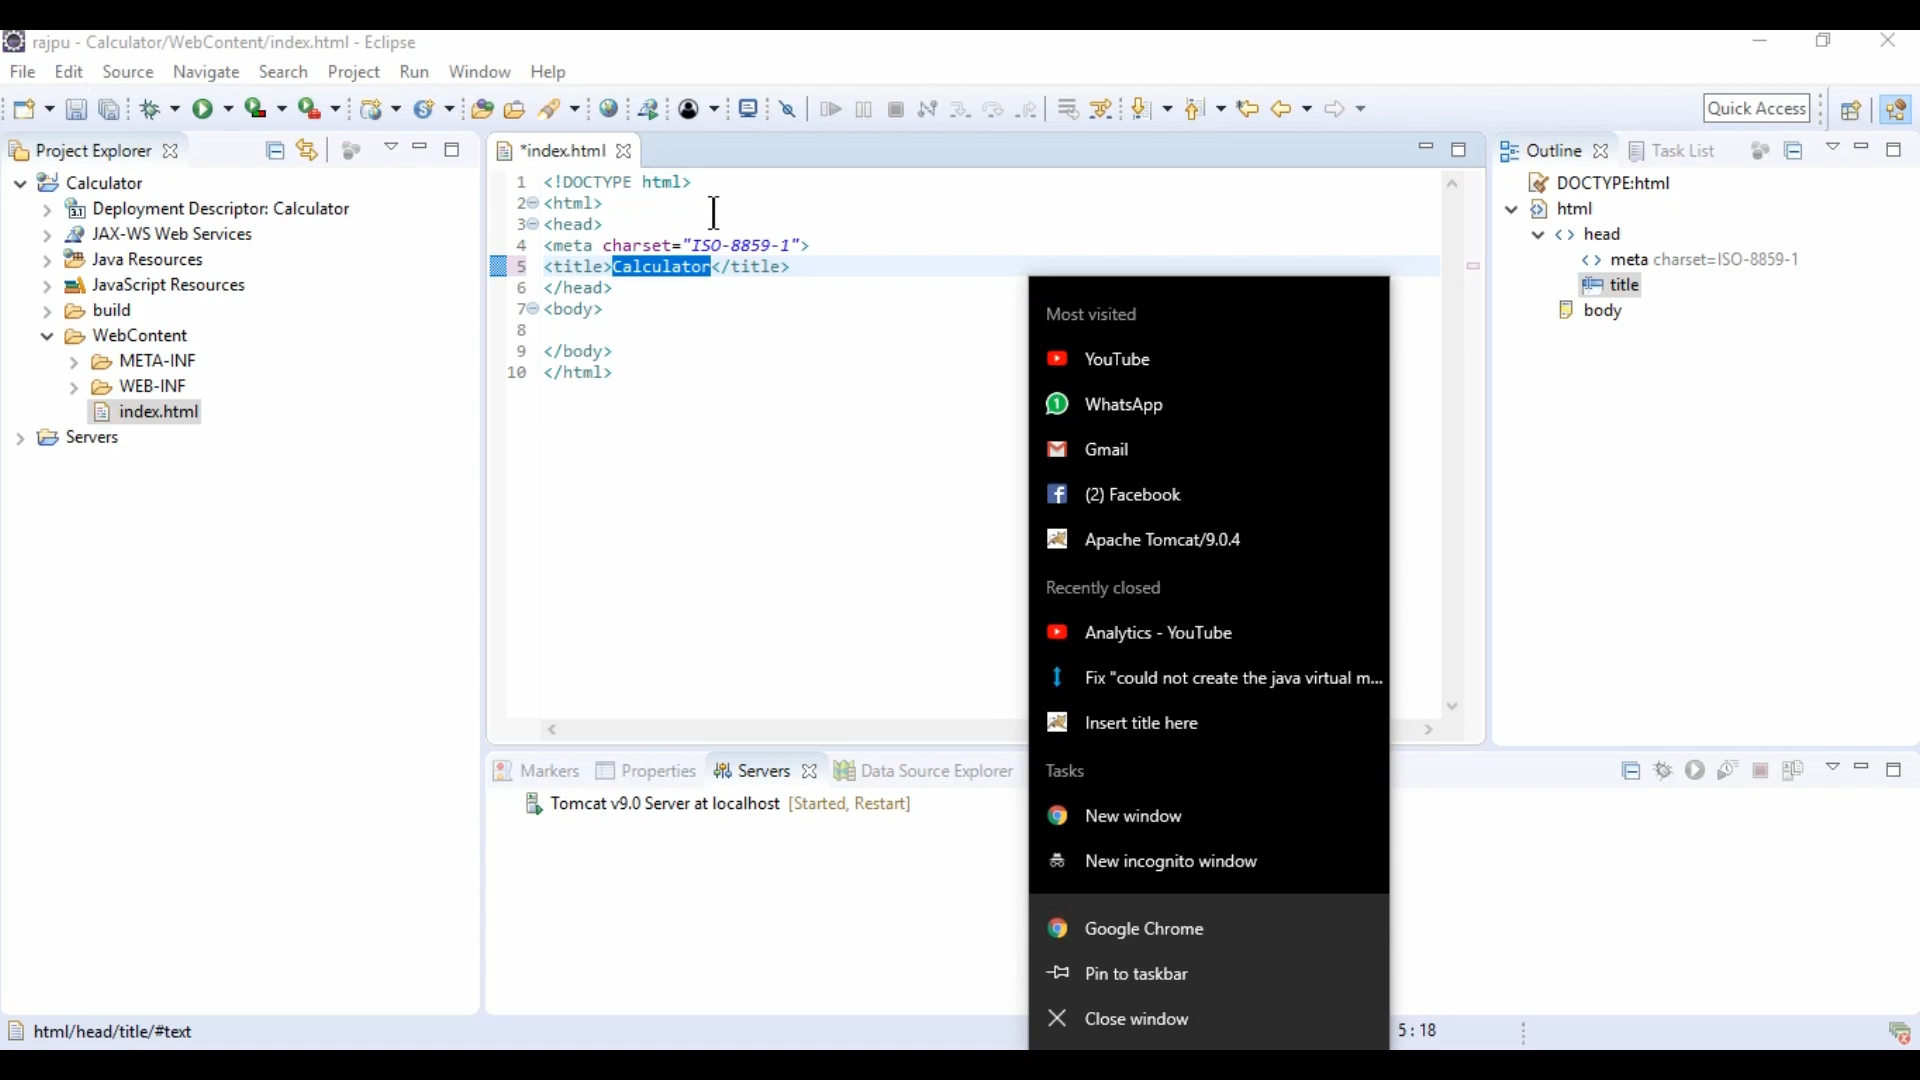 rajpu - Calculator/WebContent/index.html - Eclipse
File Edit Source Navigate Search Project Run Window Help
Quick Access
Project Explorer
Calculator
Deployment Descriptor: Calculator
3.1
JAX-WS Web Services
Java Resources
JavaScript Resources
build
WebContent
META-INF
WEB-INF
index.html
Servers
*index.html
1 <!DOCTYPE html>
2 <html>
3 <head>
4 <meta charset="ISO-8859-1">
5 <title>Calculator</title>
6 </head>
7 <body>
8
9 </body>
10 </html>
Most visited
YouTube
1 WhatsApp
Gmail
(2) Facebook
Apache Tomcat/9.0.4
Recently closed
Analytics - YouTube
Fix "could not create the java virtual m...
Insert title here
Tasks
New window
New incognito window
Google Chrome
Pin to taskbar
Close window
Outline Task List
DOCTYPE:html
html
head
meta charset=ISO-8859-1
title
body
Markers Properties Servers Data Source Explorer
Tomcat v9.0 Server at localhost [Started, Restart]
html/head/title/#text
5 : 18